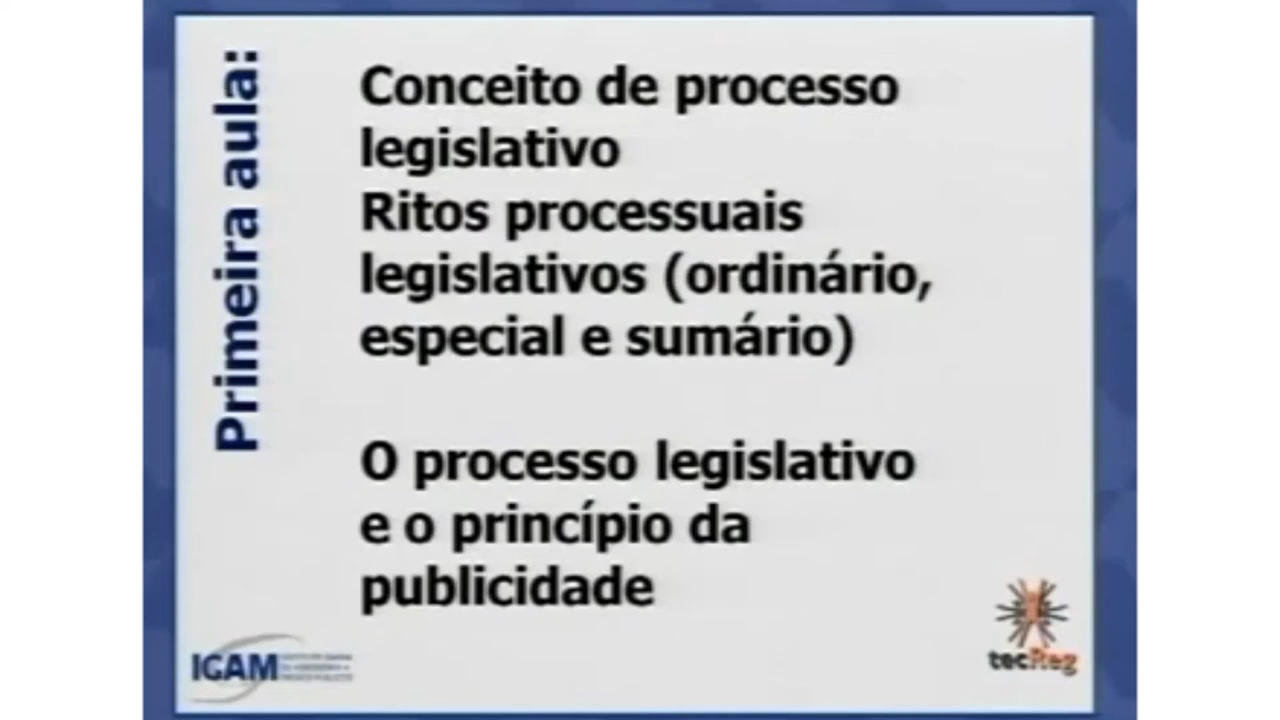 Primeira aula:
Conceito de processo
legislativo
Ritos processuais
legislativos (ordinário,
especial e sumário)
O processo legislativo
e o princípio da
publicidade
IGAM
tecReg